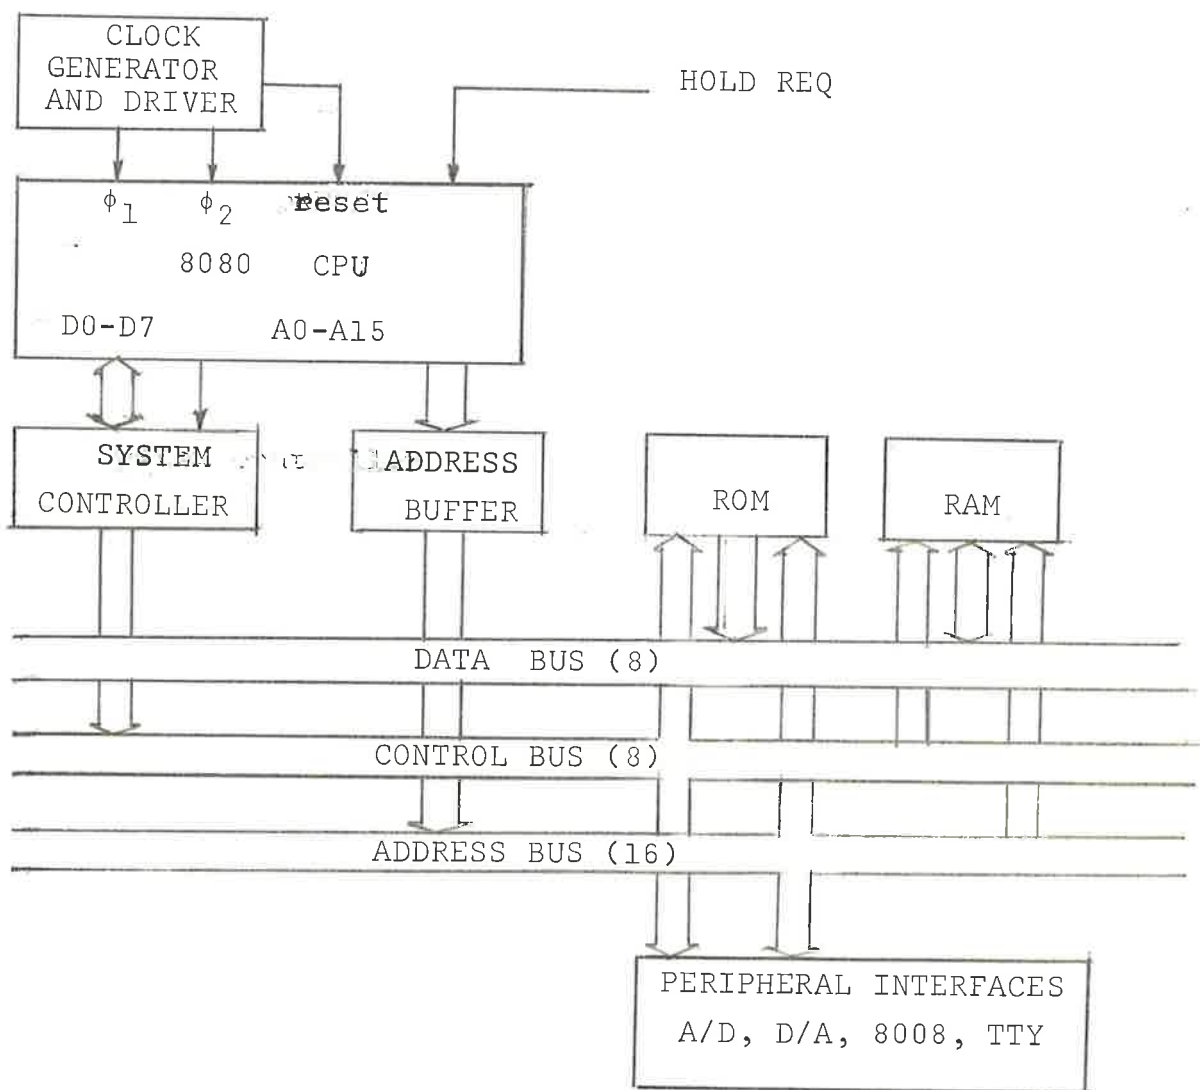 CLOCK
GENERATOR
AND DRIVER
HOLD REQ
ϕ1 ϕ2 reset
8080 CPU
D0-D7 A0-A15
SYSTEM
CONTROLLER
ADDRESS
BUFFER
ROM
RAM
DATA BUS (8)
CONTROL BUS (8)
ADDRESS BUS (16)
PERIPHERAL INTERFACES
A/D, D/A, 8008, TTY